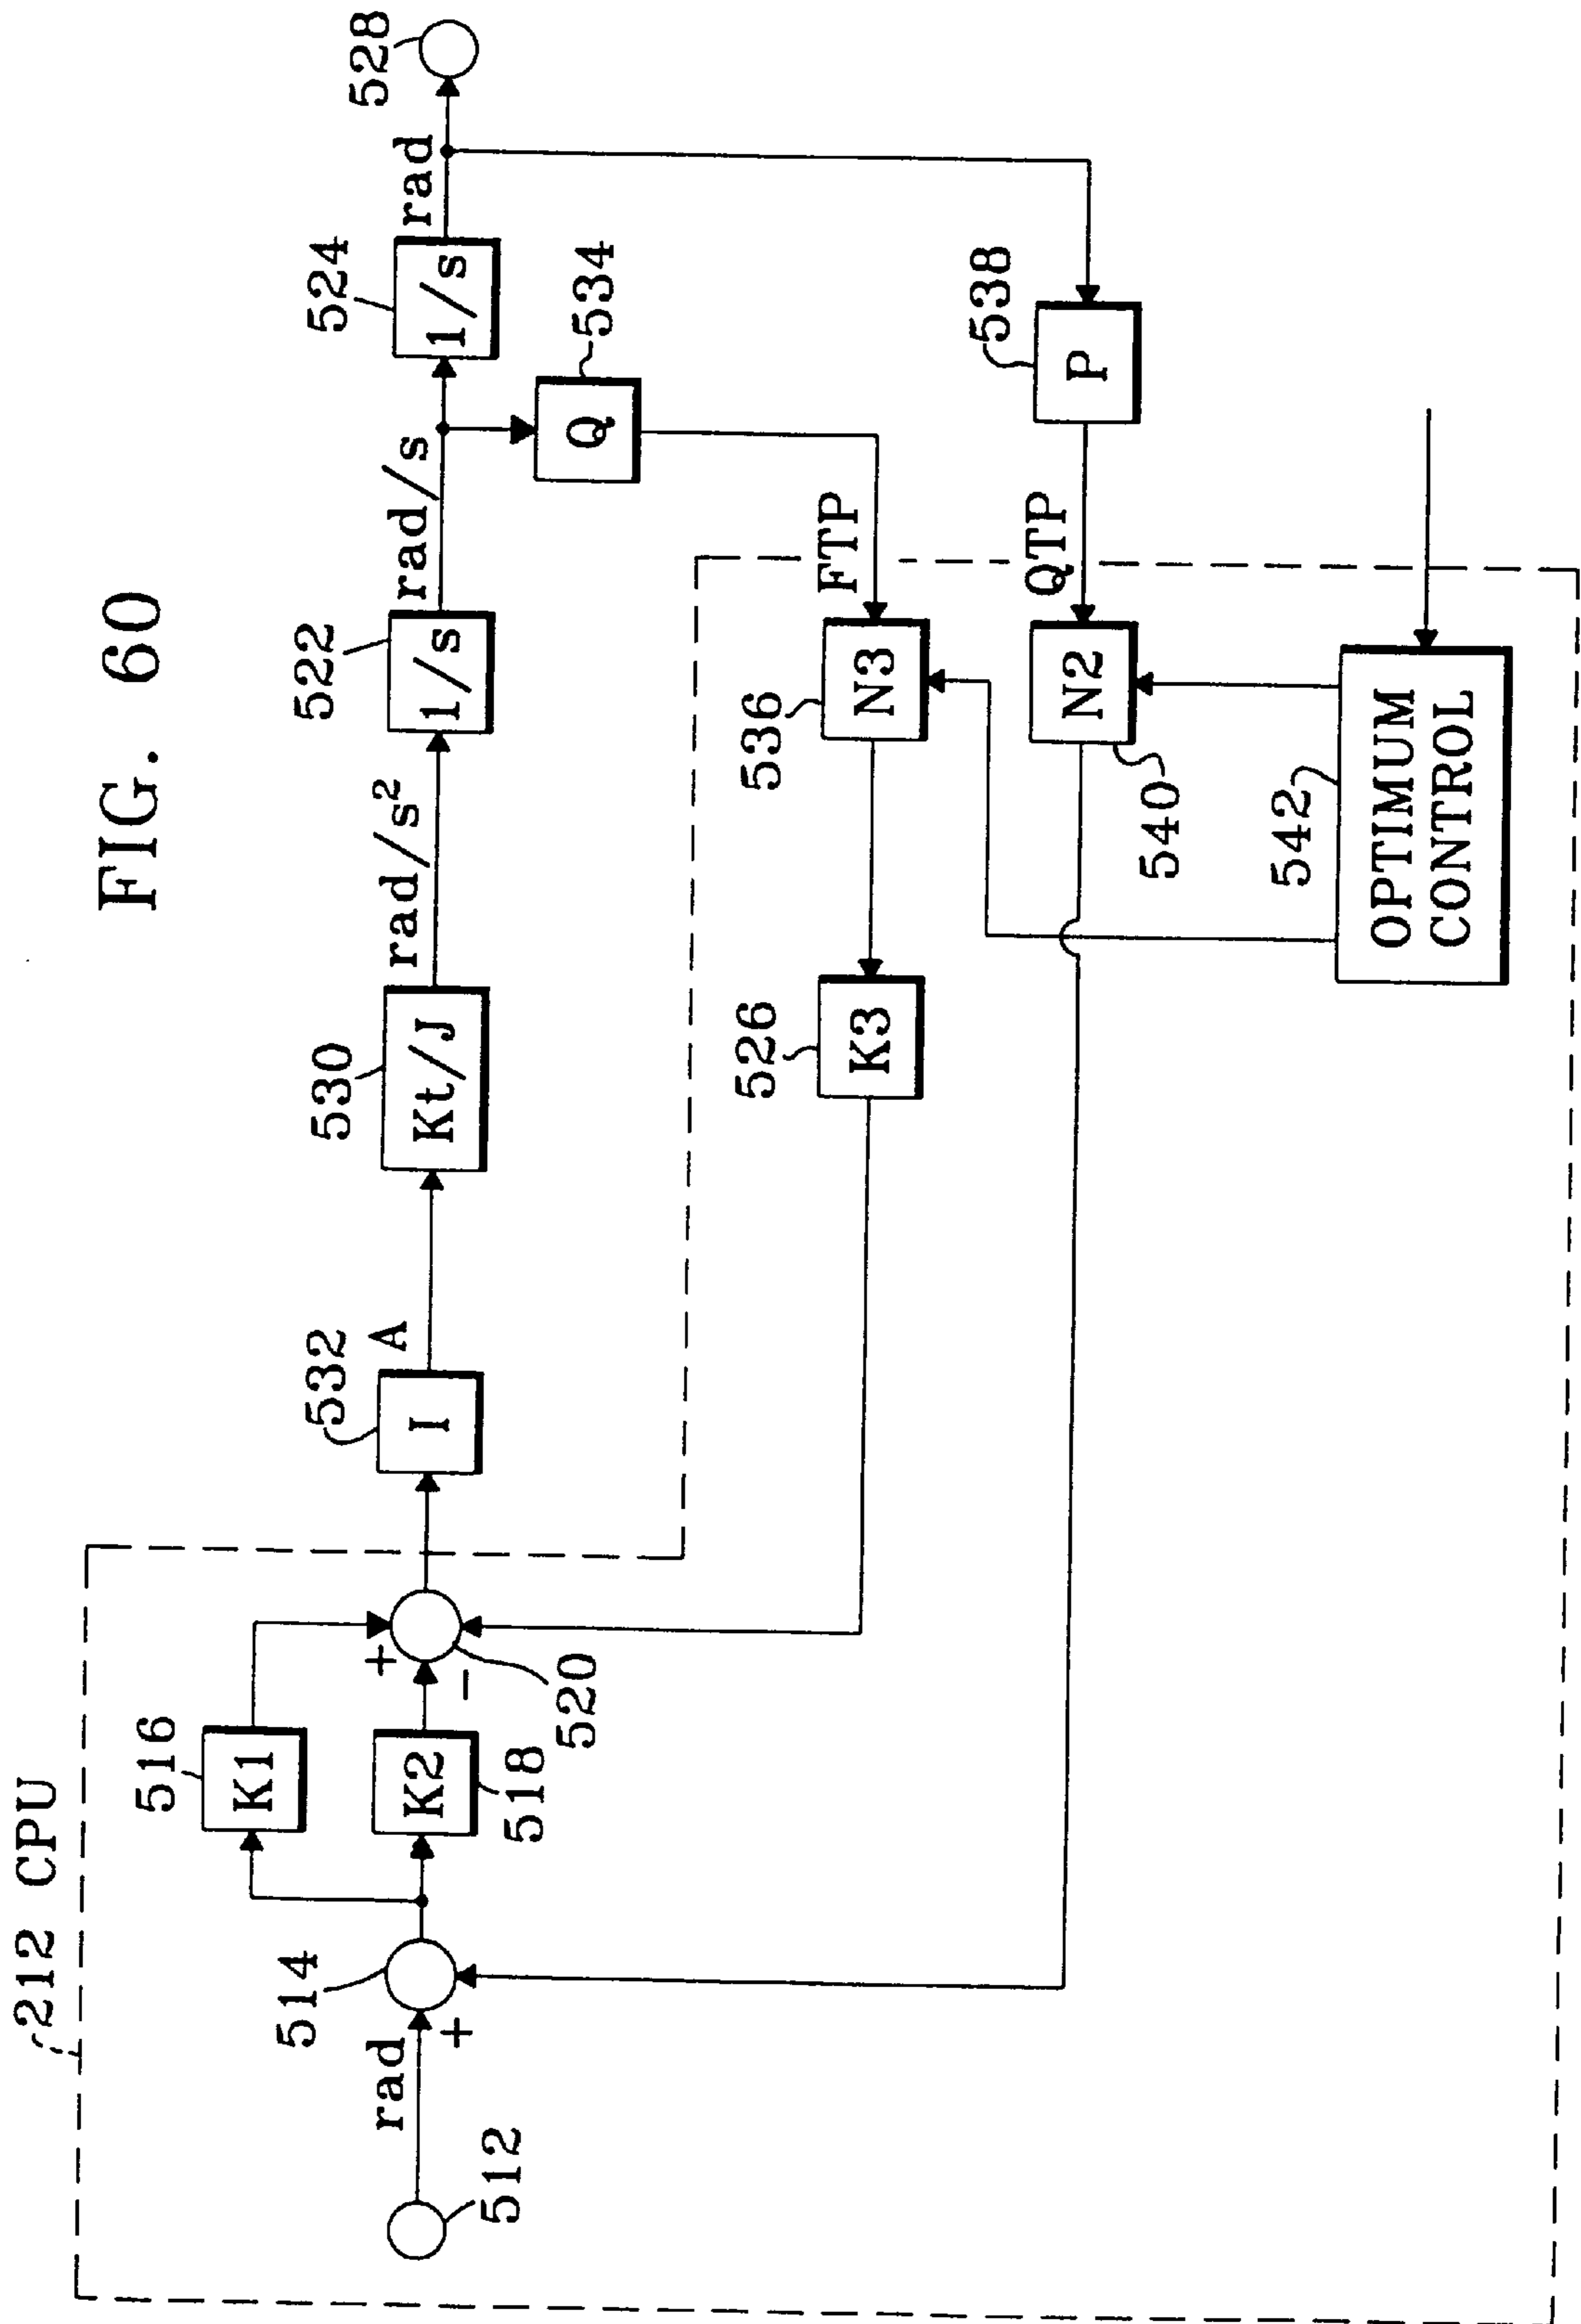 FIG. 60
212 CPU
512
rad
+
514
516
K1
K2
518
+
-
520
532
I
A
530
Kt/J
rad/s²
522
1/s
rad/s
524
1/s
rad
528
Q
534
FTP
536
N3
526
K3
538
P
QTP
N2
540
542
OPTIMUM
CONTROL